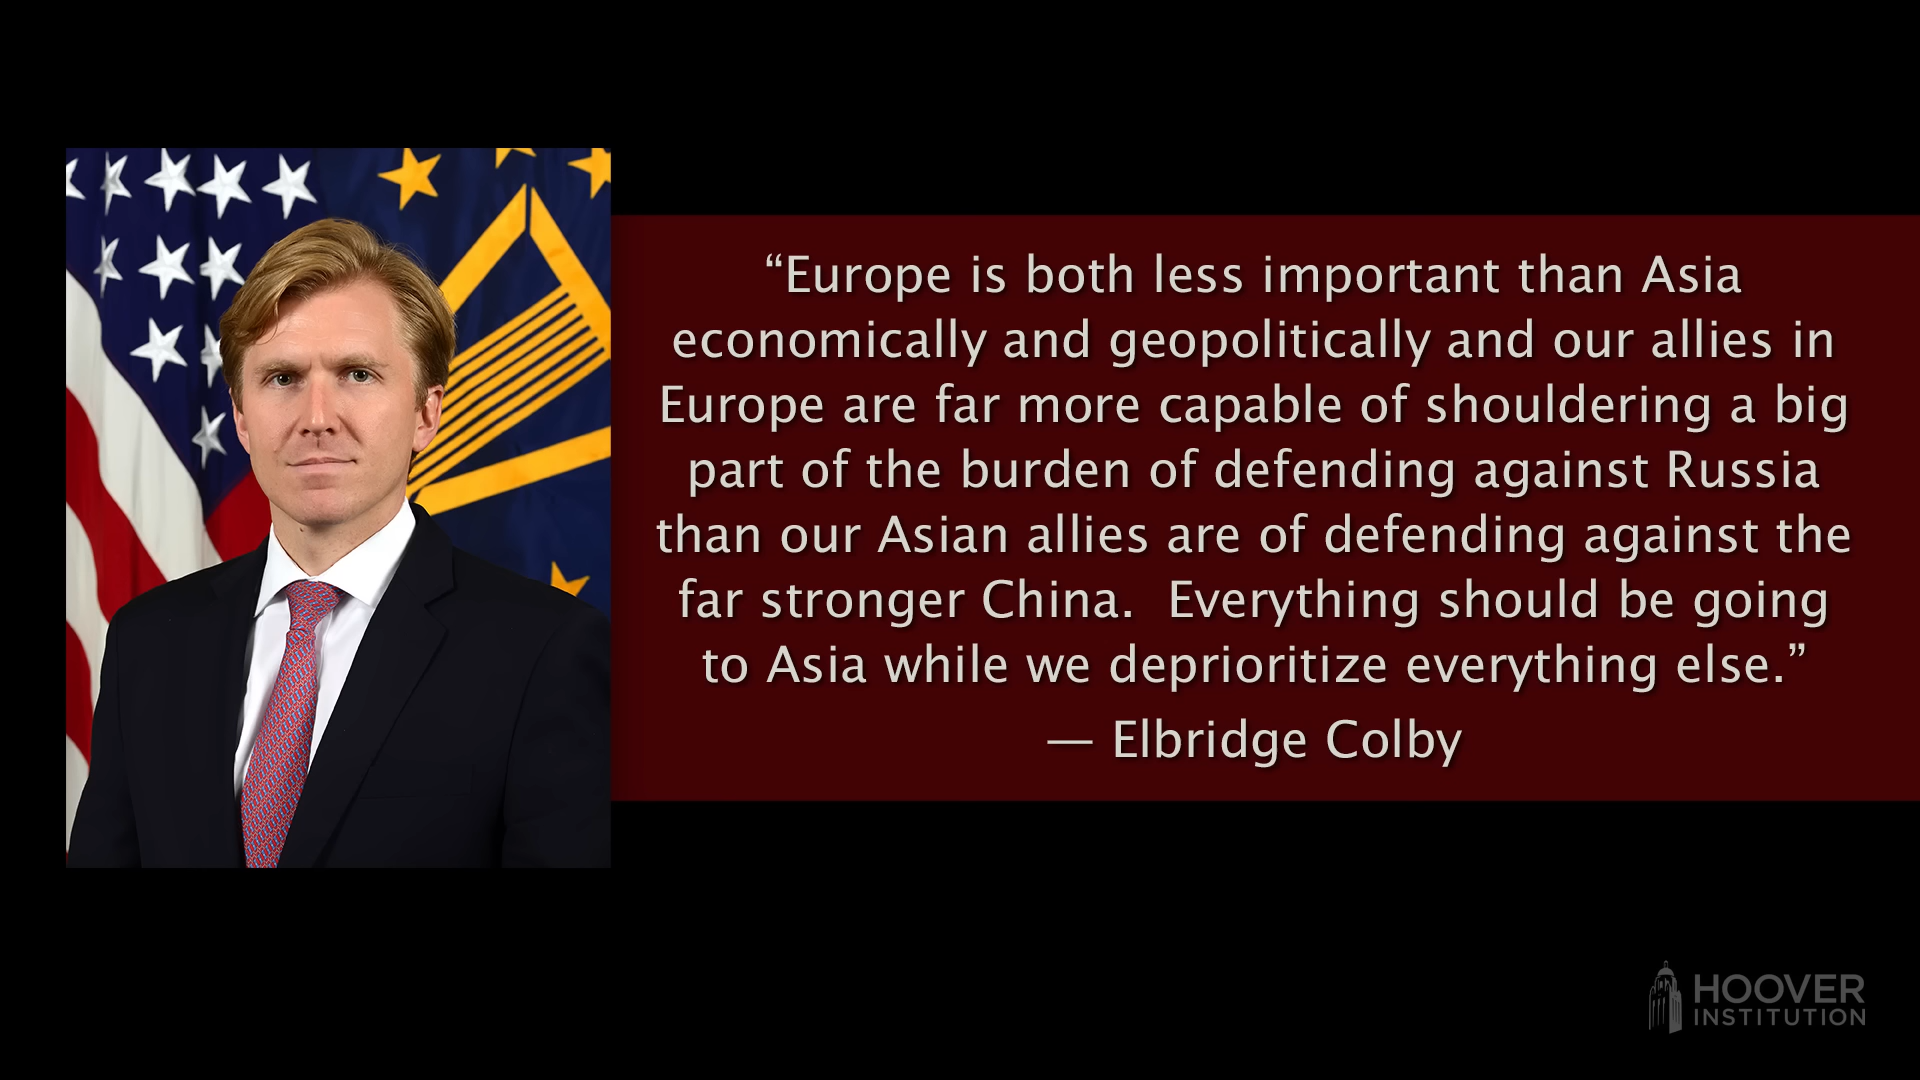 “Europe is both less important than Asia
economically and geopolitically and our allies in
Europe are far more capable of shouldering a big
part of the burden of defending against Russia
than our Asian allies are of defending against the
far stronger China.  Everything should be going
to Asia while we deprioritize everything else.”
— Elbridge Colby
HOOVER
INSTITUTION